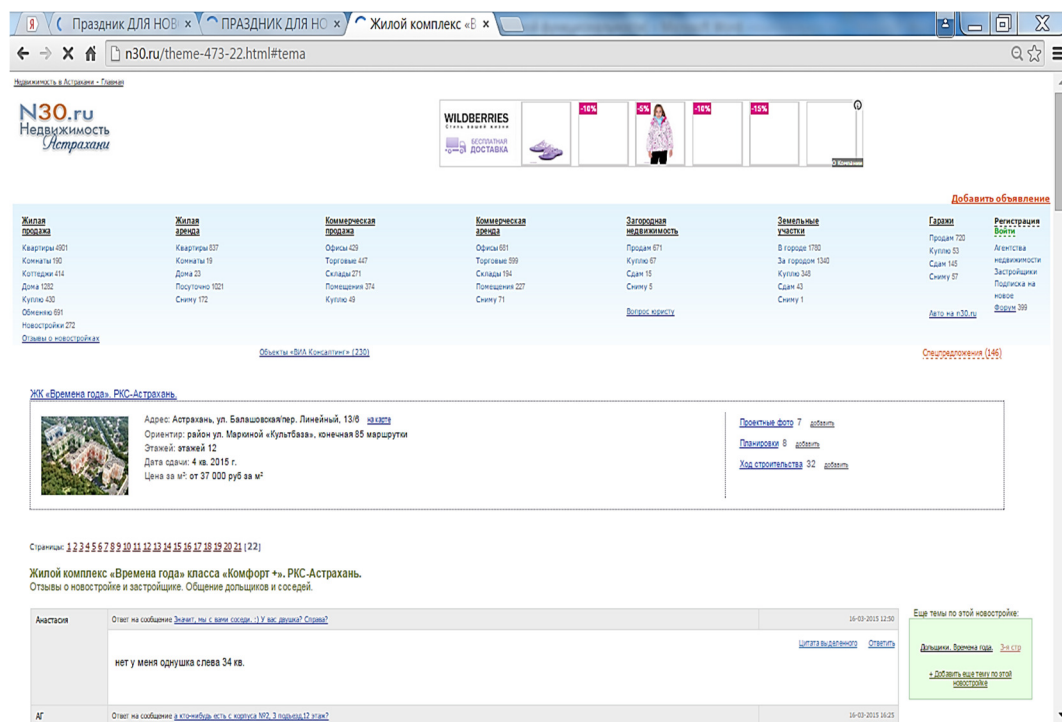 Праздник ДЛЯ НОВ
ПРАЗДНИК ДЛЯ НО
Жилой комплекс «В
n30.ru/theme-473-22.html#tema
Недвижимость в Астрахани - Главная
N30.ru
Недвижимость
Астрахани
WILDBERRIES
Стиль вашей жизни
БЕСПЛАТНАЯ
ДОСТАВКА
-10% -5% -10% -15%
О Компании
Добавить объявление
Жилая
продажа
Квартиры 4901
Комнаты 190
Коттеджи 414
Дома 1282
Куплю 430
Обменяю 691
Новостройки 272
Отзывы о новостройках
Жилая
аренда
Квартиры 837
Комнаты 19
Дома 23
Посуточно 1021
Сниму 172
Коммерческая
продажа
Офисы 429
Торговые 447
Склады 271
Помещения 374
Куплю 49
Коммерческая
аренда
Офисы 681
Торговые 599
Склады 194
Помещения 227
Сниму 71
Загородная
недвижимость
Продам 671
Куплю 67
Сдам 15
Сниму 5
Вопрос юристу
Земельные
участки
В городе 1780
За городом 1340
Куплю 348
Сдам 43
Сниму 1
Гаражи
Продам 720
Куплю 53
Сдам 145
Сниму 57
Авто на n30.ru
Регистрация
Войти
Агентства
недвижимости
Застройщики
Подписка на
новое
Форум 399
Объекты «ВИА Консалтинг» (230)
Спецпредложения (146)
ЖК «Времена года». РКС-Астрахань.
Адрес: Астрахань, ул. Балашовская/пер. Линейный, 13/6 на карте
Ориентир: район ул. Маркиной «Культбаза», конечная 85 маршрутки
Этажей: этажей 12
Дата сдачи: 4 кв. 2015 г.
Цена за м²: от 37 000 руб за м²
Проектные фото 7 добавить
Планировки 8 добавить
Ход строительства 32 добавить
Страницы: 1 2 3 4 5 6 7 8 9 10 11 12 13 14 15 16 17 18 19 20 21 [22]
Жилой комплекс «Времена года» класса «Комфорт +». РКС-Астрахань.
Отзывы о новостройке и застройщике. Общение дольщиков и соседей.
Анастасия
Ответ на сообщение Значит, мы с вами соседи. :) У вас двушка? Справа?
16-03-2015 12:50
Цитата выделенного Ответить
нет у меня однушка слева 34 кв.
Еще темы по этой новостройке:
Дольщики. Времена года. 3-я стр
+ Добавить еще тему по этой
новостройке
АГ
Ответ на сообщение а кто-нибудь есть с корпуса №2, 3 подъезд,12 этаж?
16-03-2015 16:25